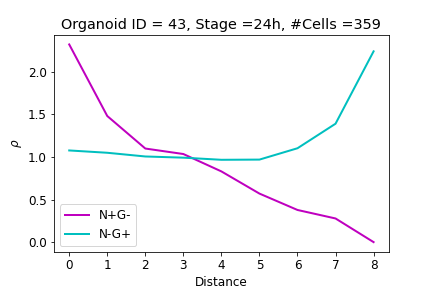 Organoid ID = 43, Stage =24h, #Cells =359
ρ
2.0
1.5
1.0
0.5
0.0
N+G-
N-G+
0 1 2 3 4 5 6 7 8
Distance